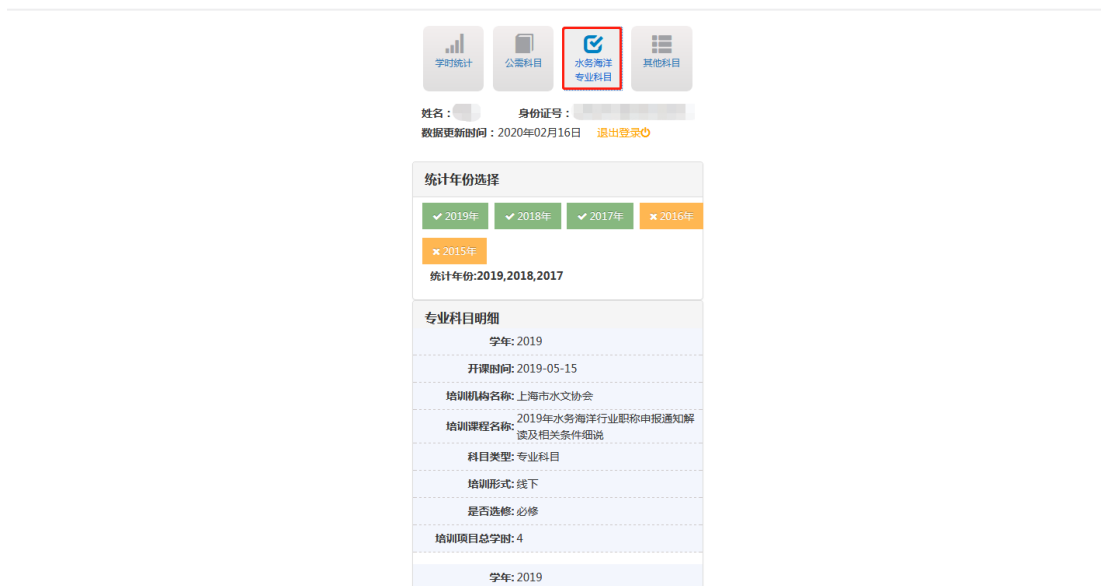 学时统计
公需科目
水务海洋
专业科目
其他科目
姓名：
身份证号：
数据更新时间：2020年02月16日 退出登录
统计年份选择
2019年 2018年 2017年 2016年
2015年
统计年份:2019,2018,2017
专业科目明细
学年: 2019
开课时间: 2019-05-15
培训机构名称: 上海市水文协会
培训课程名称: 2019年水务海洋行业职称申报通知解
读及相关条件细说
科目类型: 专业科目
培训形式: 线下
是否选修: 必修
培训项目总学时: 4
学年: 2019